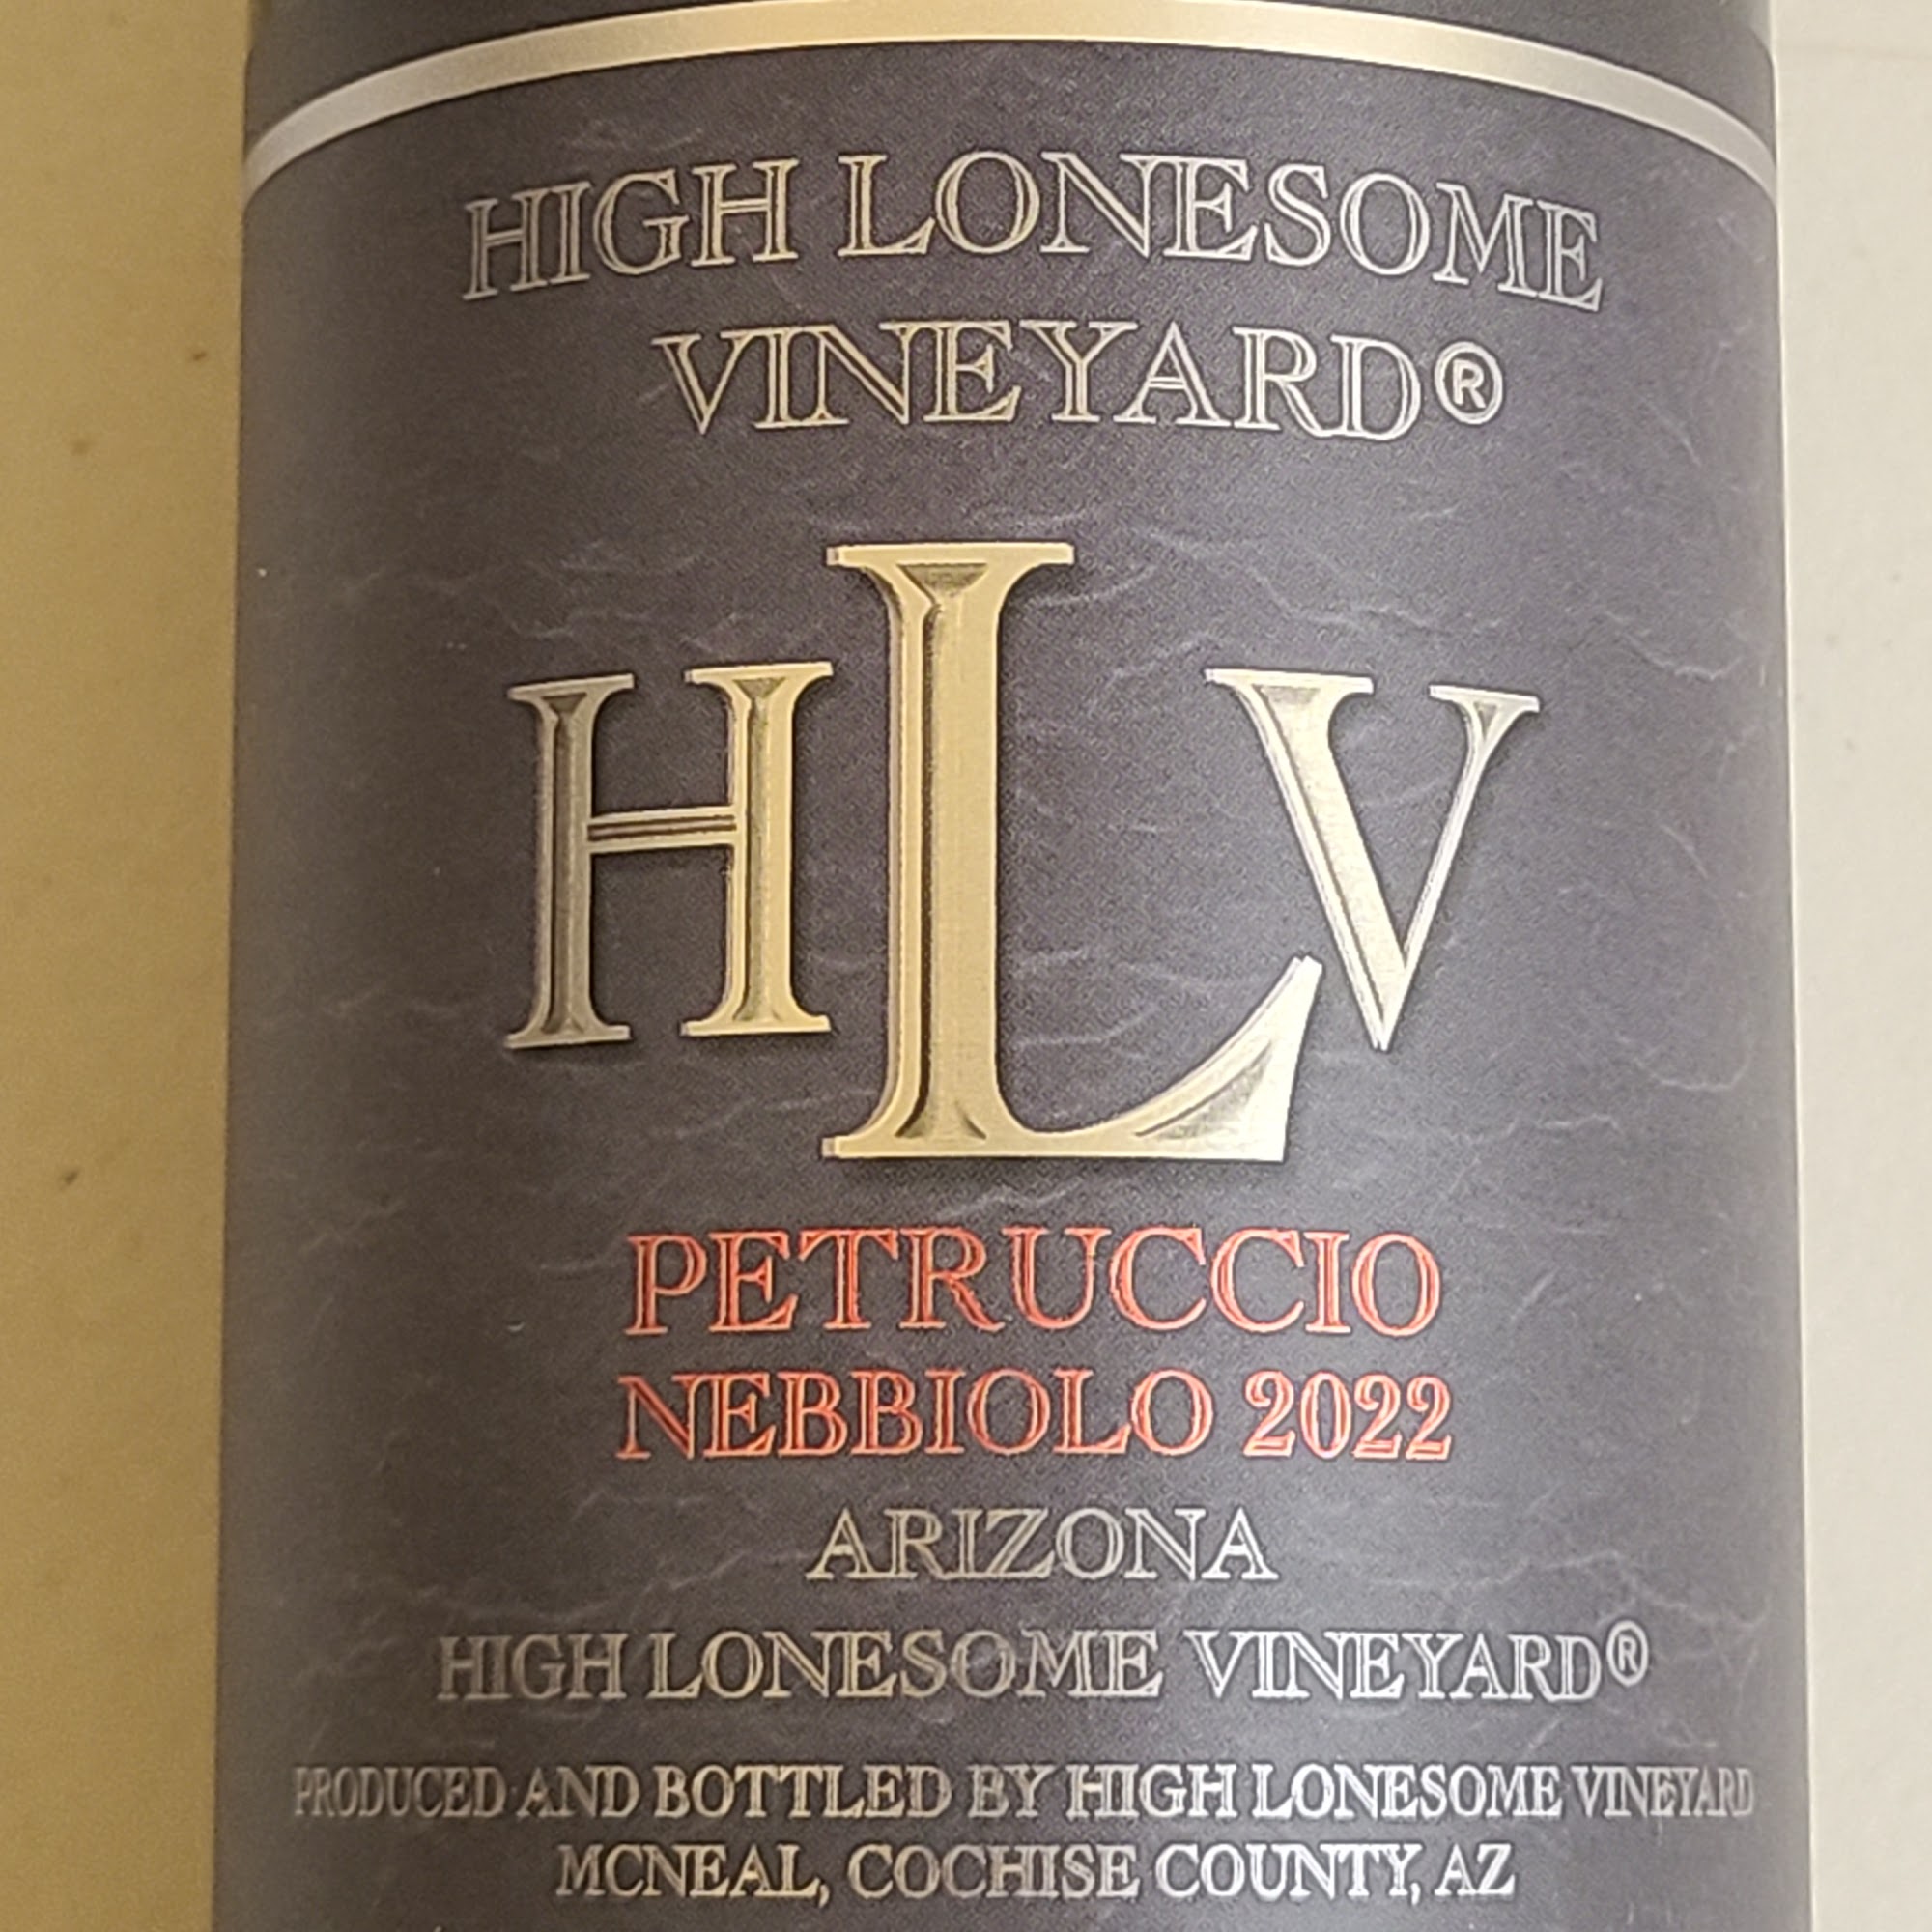 HIGH LONESOME
VINEYARD®
HLV
PETRUCCIO
NEBBIOLO 2022
ARIZONA
HIGH LONESOME VINEYARD®
PRODUCED AND BOTTLED BY HIGH LONESOME VINEYARD
MCNEAL, COCHISE COUNTY, AZ